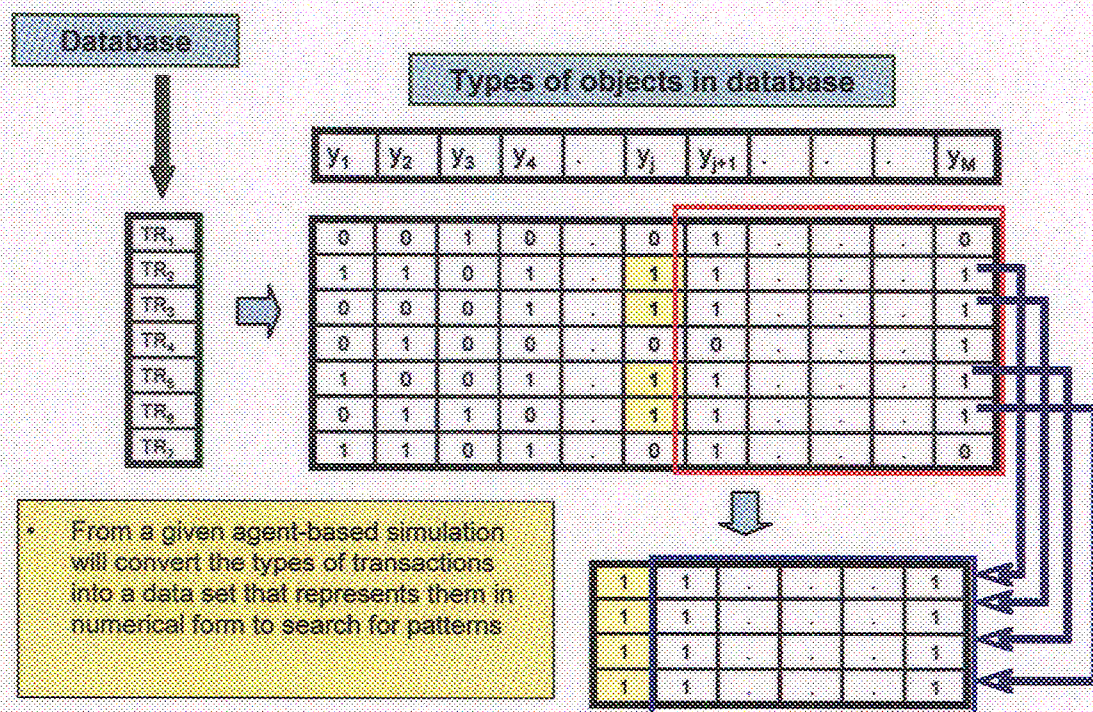 Database
Types of objects in database
y1 y2 y3 y4 . yj yj+1 . . . yM
TR1
TR2
TR3
TR4
TR5
TR6
TR7
0 0 1 0 . 0 1 . . . 0
1 1 0 1 . 1 1 . . . 1
0 0 0 1 . 1 1 . . . 1
0 1 0 0 . 0 0 . . . 1
1 0 0 1 . 1 1 . . . 1
0 1 1 0 . 1 1 . . . 1
1 1 0 1 . 0 1 . . . 0
• From a given agent-based simulation
will convert the types of transactions
into a data set that represents them in
numerical form to search for patterns
1 1 . . . 1
1 1 . . . 1
1 1 . . . 1
1 1 . . . 1